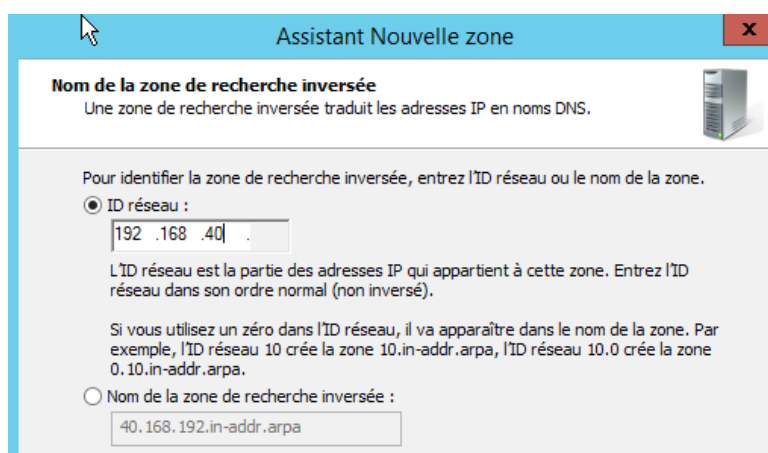 Assistant Nouvelle zone
x
Nom de la zone de recherche inversée
Une zone de recherche inversée traduit les adresses IP en noms DNS.
Pour identifier la zone de recherche inversée, entrez l'ID réseau ou le nom de la zone.
ID réseau :
192 .168 .40 .
L'ID réseau est la partie des adresses IP qui appartient à cette zone. Entrez l'ID
réseau dans son ordre normal (non inversé).
Si vous utilisez un zéro dans l'ID réseau, il va apparaître dans le nom de la zone. Par
exemple, l'ID réseau 10 crée la zone 10.in-addr.arpa, l'ID réseau 10.0 crée la zone
0.10.in-addr.arpa.
Nom de la zone de recherche inversée :
40.168.192.in-addr.arpa